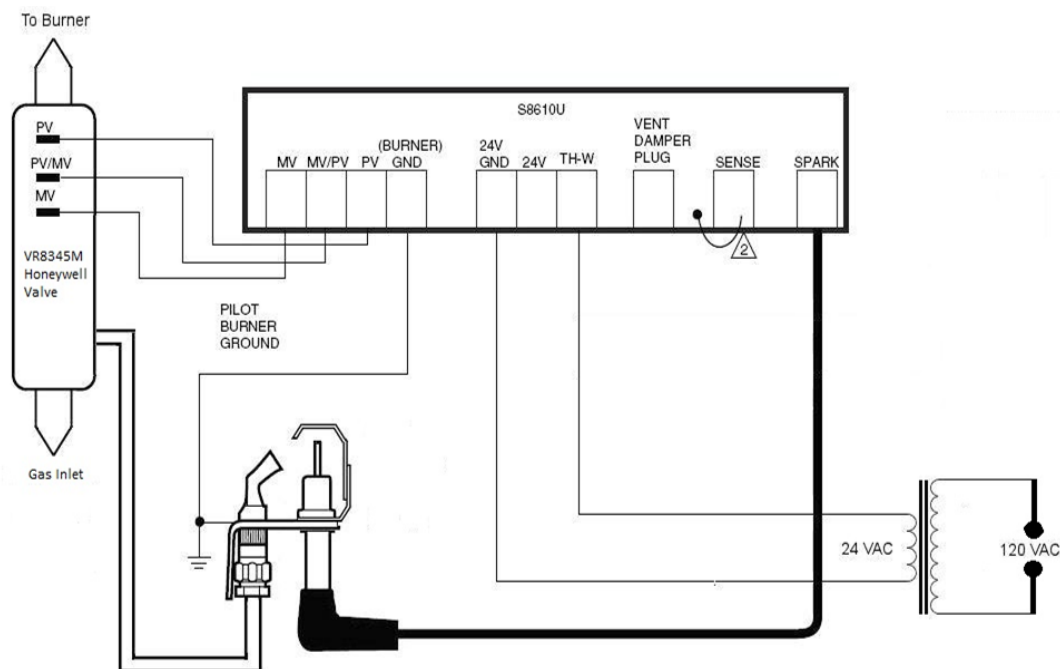 To Burner
PV
PV/MV
MV
VR8345M
Honeywell
Valve
Gas Inlet
S8610U
MV
MV/PV
PV
(BURNER)
GND
24V
GND
24V
TH-W
VENT
DAMPER
PLUG
SENSE
SPARK
2
PILOT
BURNER
GROUND
24 VAC
120 VAC